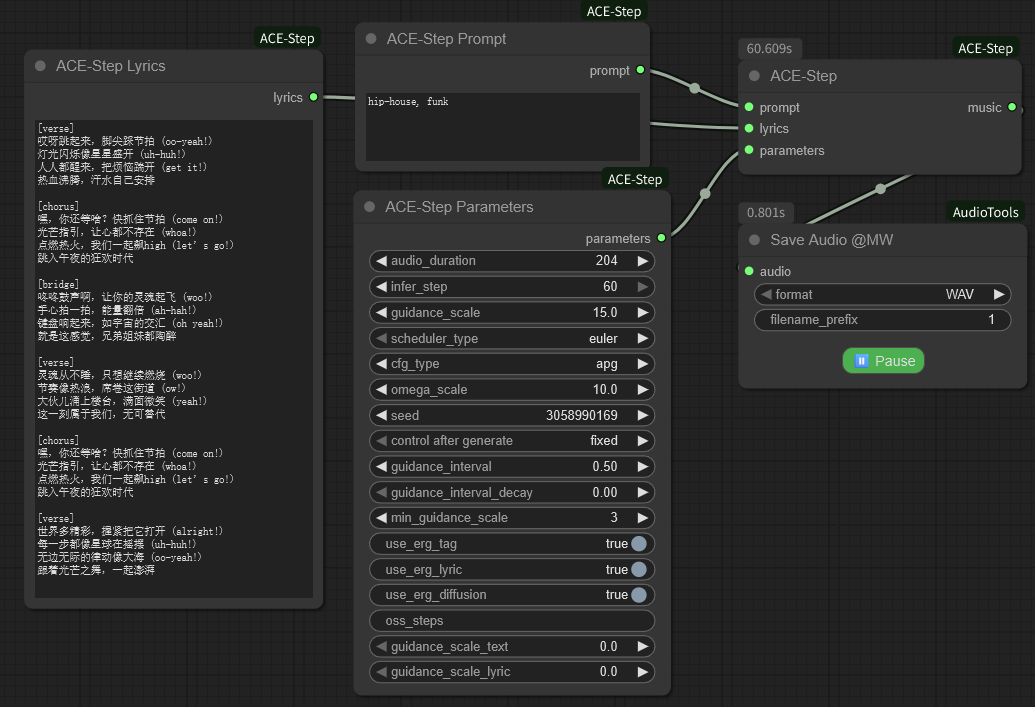 ACE-Step
ACE-Step Lyrics
lyrics
[verse]
哎呀跳起来，脚尖踩节拍 (oo-yeah!)
灯光闪烁像星星盛开 (uh-huh!)
人人都醒来，把烦恼踢开 (get it!)
热血沸腾，汗水自己安排
[chorus]
嘿，你还等啥？快抓住节拍 (come on!)
光芒指引，让心都不存在 (whoa!)
点燃热火，我们一起飙high (let’s go!)
跳入午夜的狂欢时代
[bridge]
咚咚鼓声啊，让你的灵魂起飞 (woo!)
手心拍一拍，能量翻倍 (ah-hah!)
键盘响起来，如宇宙的交汇 (oh yeah!)
就是这感觉，兄弟姐妹都陶醉
[verse]
灵魂从不睡，只想继续燃烧 (woo!)
节奏像热浪，席卷这街道 (ow!)
大伙儿涌上楼台，满面微笑 (yeah!)
这一刻属于我们，无可替代
[chorus]
嘿，你还等啥？快抓住节拍 (come on!)
光芒指引，让心都不存在 (whoa!)
点燃热火，我们一起飙high (let’s go!)
跳入午夜的狂欢时代
[verse]
世界多精彩，握紧把它打开 (alright!)
每一步都像星球在摇摆 (uh-huh!)
无边无际的律动像大海 (oo-yeah!)
跟着光芒之舞，一起澎湃
ACE-Step
ACE-Step Prompt
prompt
hip-house, funk
ACE-Step
ACE-Step Parameters
parameters
audio_duration 204
infer_step 60
guidance_scale 15.0
scheduler_type euler
cfg_type apg
omega_scale 10.0
seed 3058990169
control after generate fixed
guidance_interval 0.50
guidance_interval_decay 0.00
min_guidance_scale 3
use_erg_tag true
use_erg_lyric true
use_erg_diffusion true
oss_steps
guidance_scale_text 0.0
guidance_scale_lyric 0.0
60.609s
ACE-Step
ACE-Step
prompt music
lyrics
parameters
0.801s
AudioTools
Save Audio @MW
audio
format WAV
filename_prefix 1
Pause